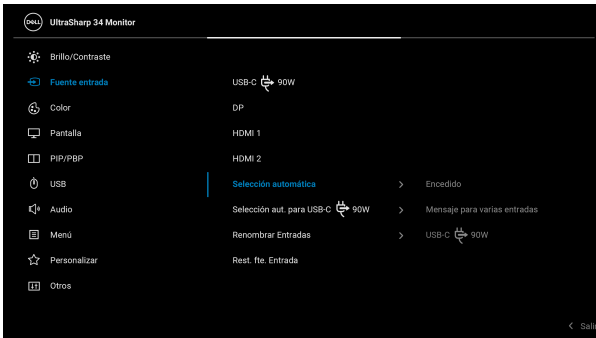 DELL UltraSharp 34 Monitor
Brillo/Contraste
Fuente entrada USB-C 90W
Color DP
Pantalla HDMI 1
PIP/PBP HDMI 2
USB Selección automática Encedido
Audio Selección aut. para USB-C 90W Mensaje para varias entradas
Menú Renombrar Entradas USB-C 90W
Personalizar Rest. fte. Entrada
Otros
Salir